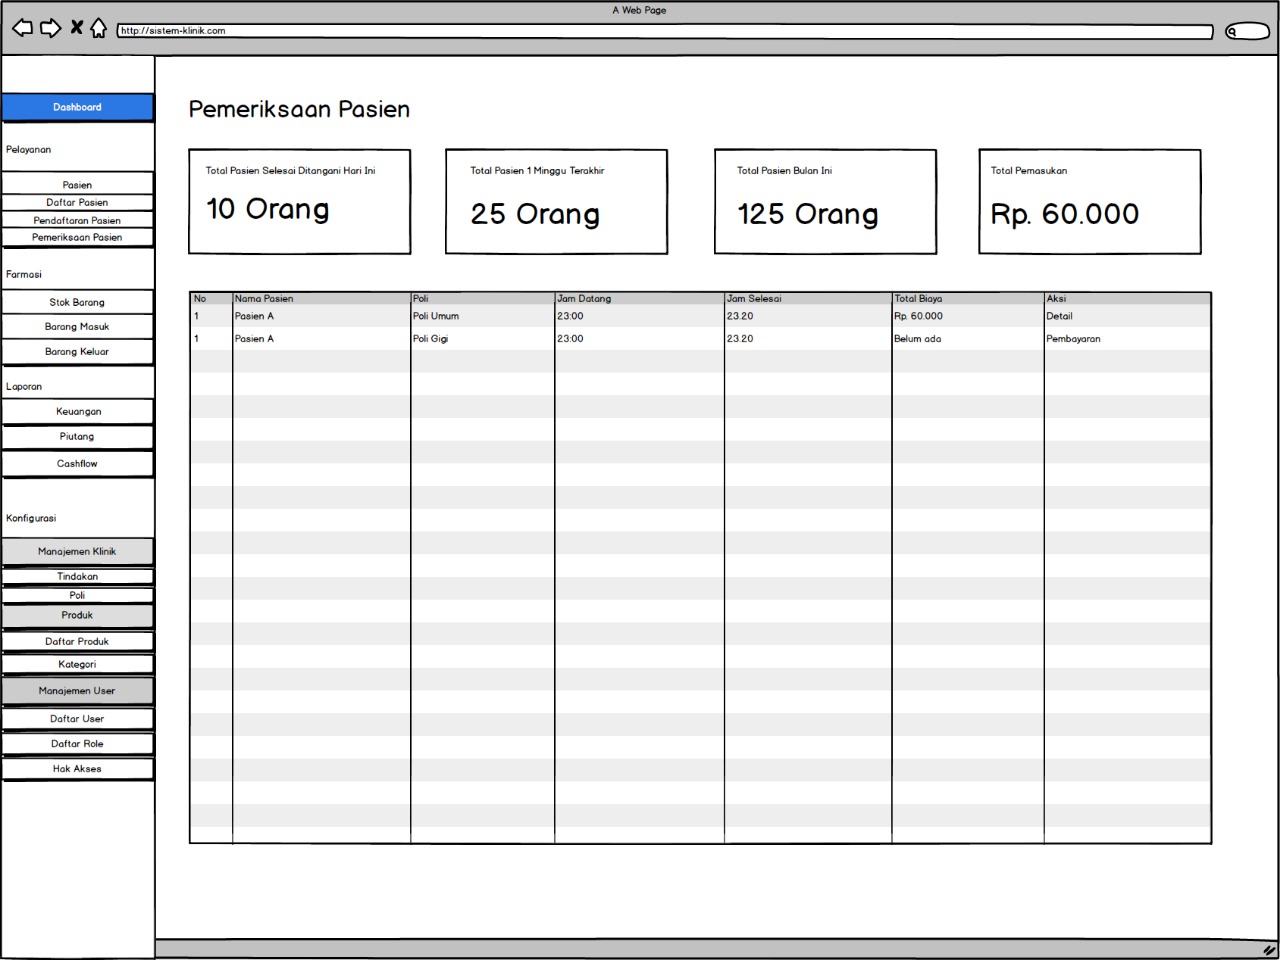 A Web Page
http://sistem-klinik.com
Dashboard
Pelayanan
Pasien
Daftar Pasien
Pendaftaran Pasien
Pemeriksaan Pasien
Farmasi
Stok Barang
Barang Masuk
Barang Keluar
Laporan
Keuangan
Piutang
Cashflow
Konfigurasi
Manajemen Klinik
Tindakan
Poli
Produk
Daftar Produk
Kategori
Manajemen User
Daftar User
Daftar Role
Hak Akses
Pemeriksaan Pasien
Total Pasien Selesai Ditangani Hari Ini
10 Orang
Total Pasien 1 Minggu Terakhir
25 Orang
Total Pasien Bulan Ini
125 Orang
Total Pemasukan
Rp. 60.000
No Nama Pasien Poli Jam Datang Jam Selesai Total Biaya Aksi
1 Pasien A Poli Umum 23:00 23.20 Rp. 60.000 Detail
1 Pasien A Poli Gigi 23:00 23.20 Belum ada Pembayaran